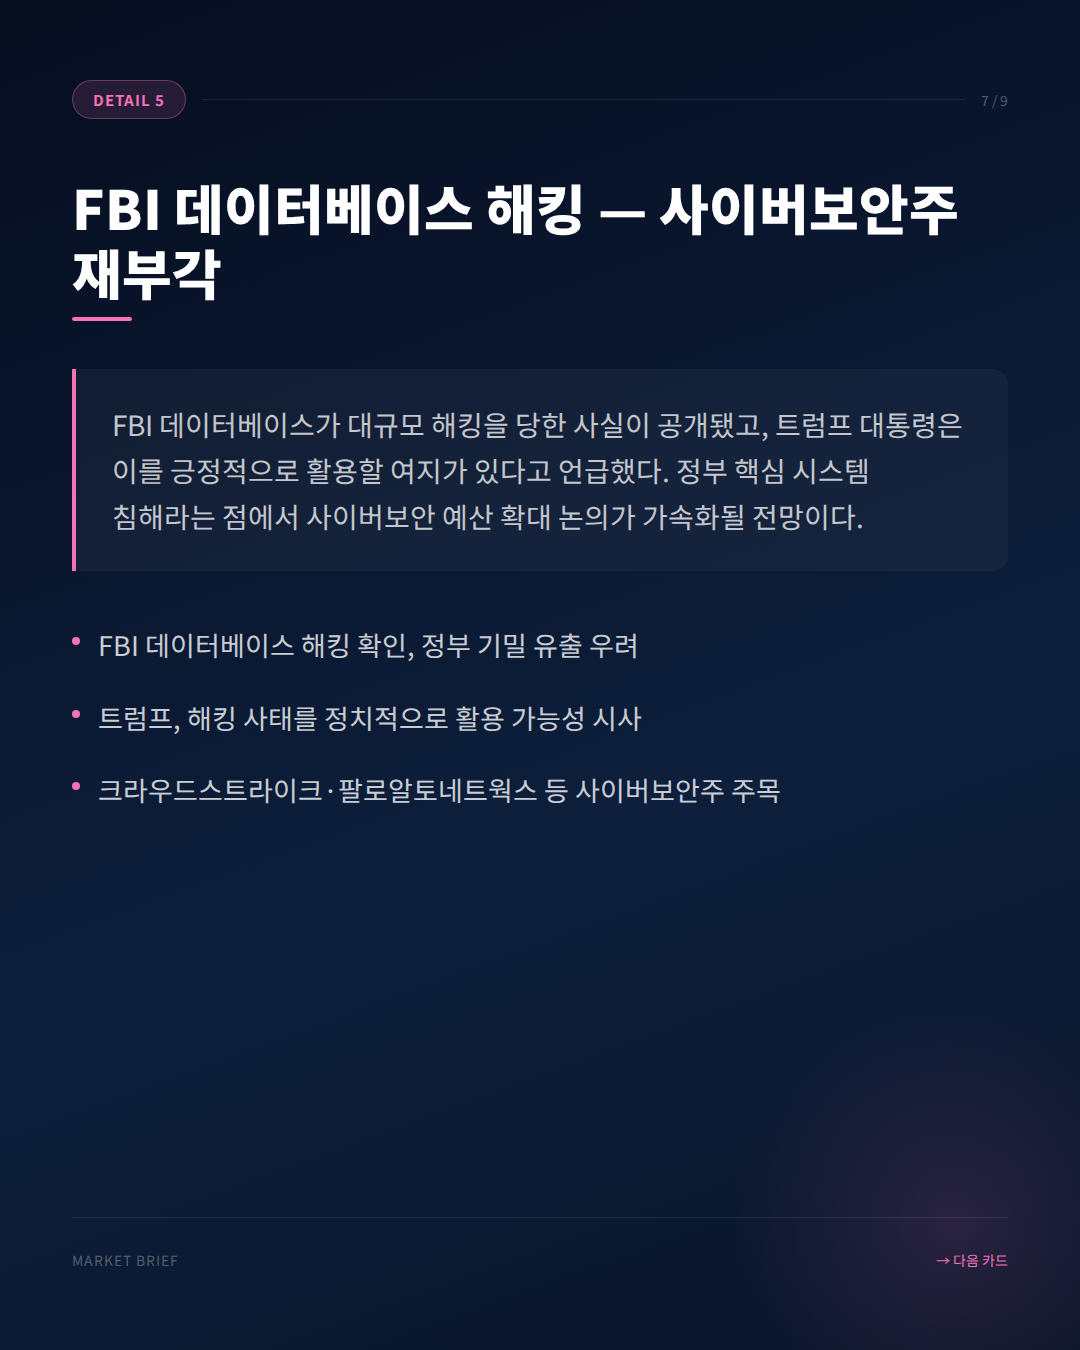 DETAIL 5
7 / 9
FBI 데이터베이스 해킹 — 사이버보안주
재부각
FBI 데이터베이스가 대규모 해킹을 당한 사실이 공개됐고, 트럼프 대통령은
이를 긍정적으로 활용할 여지가 있다고 언급했다. 정부 핵심 시스템
침해라는 점에서 사이버보안 예산 확대 논의가 가속화될 전망이다.
• FBI 데이터베이스 해킹 확인, 정부 기밀 유출 우려
• 트럼프, 해킹 사태를 정치적으로 활용 가능성 시사
• 크라우드스트라이크·팔로알토네트웍스 등 사이버보안주 주목
MARKET BRIEF
→ 다음 카드